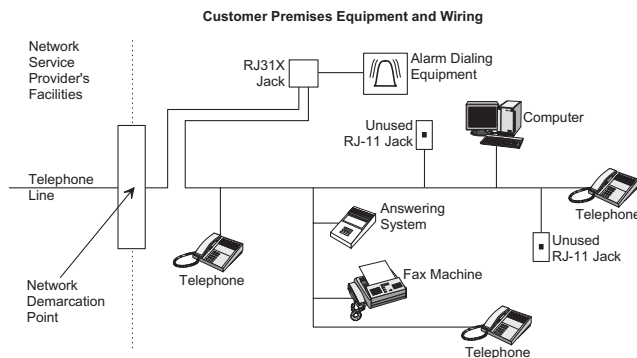 Customer Premises Equipment and Wiring
Network
Service
Provider's
Facilities
RJ31X
Jack
Alarm Dialing
Equipment
Unused
RJ-11 Jack
Computer
Telephone
Line
Answering
System
Telephone
Unused
RJ-11 Jack
Telephone
Fax Machine
Network
Demarcation
Point
Telephone